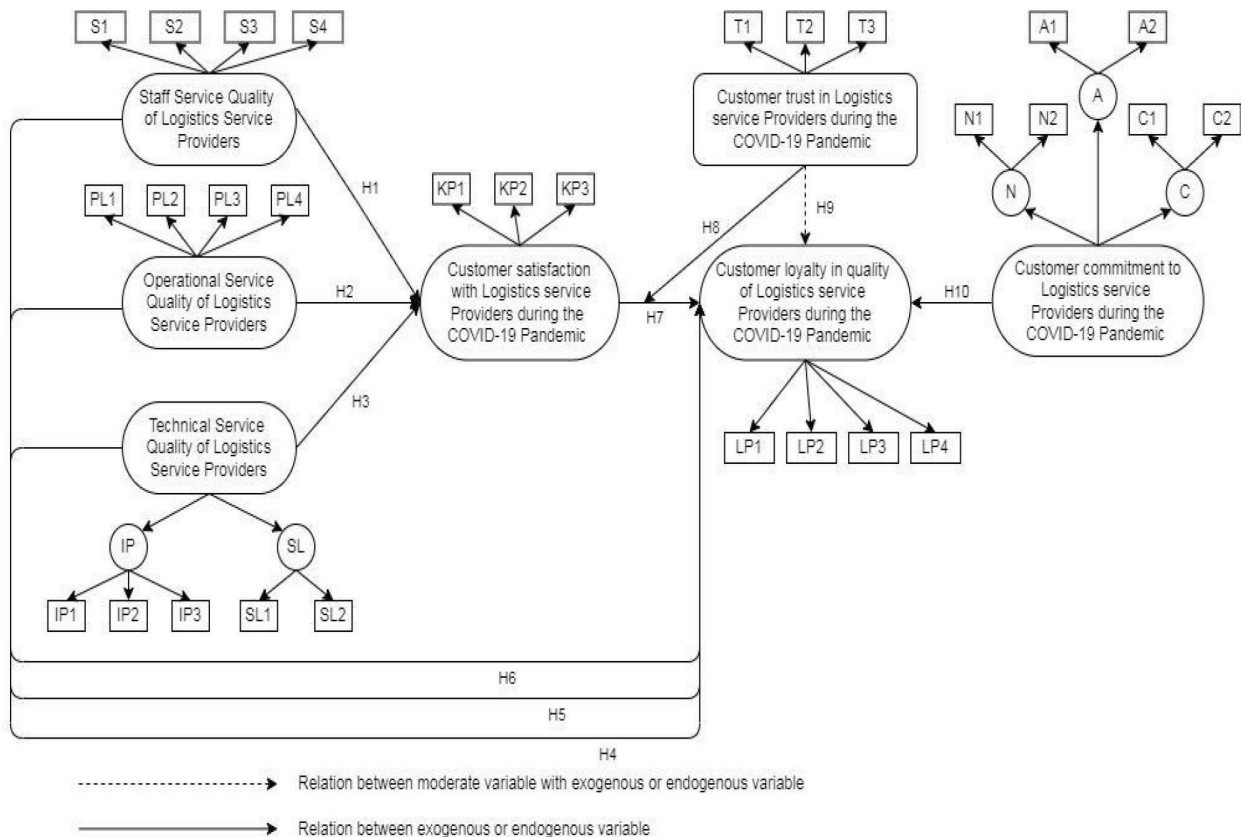 S1 S2 S3 S4
T1 T2 T3
A1 A2
Staff Service Quality
of Logistics Service
Providers
Customer trust in Logistics
service Providers during the
COVID-19 Pandemic
A
N1 N2
C1 C2
H1
PL1 PL2 PL3 PL4
KP1 KP2 KP3
N
C
H8
H9
Operational Service
Quality of Logistics
Service Providers
H2
Customer satisfaction
with Logistics service
Providers during the
COVID-19 Pandemic
H7
Customer loyalty in quality
of Logistics service
Providers during the
COVID-19 Pandemic
H10
Customer commitment to
Logistics service
Providers during the
COVID-19 Pandemic
H3
Technical Service
Quality of Logistics
Service Providers
LP1 LP2 LP3 LP4
IP SL
IP1 IP2 IP3 SL1 SL2
H6
H5
H4
Relation between moderate variable with exogenous or endogenous variable
Relation between exogenous or endogenous variable